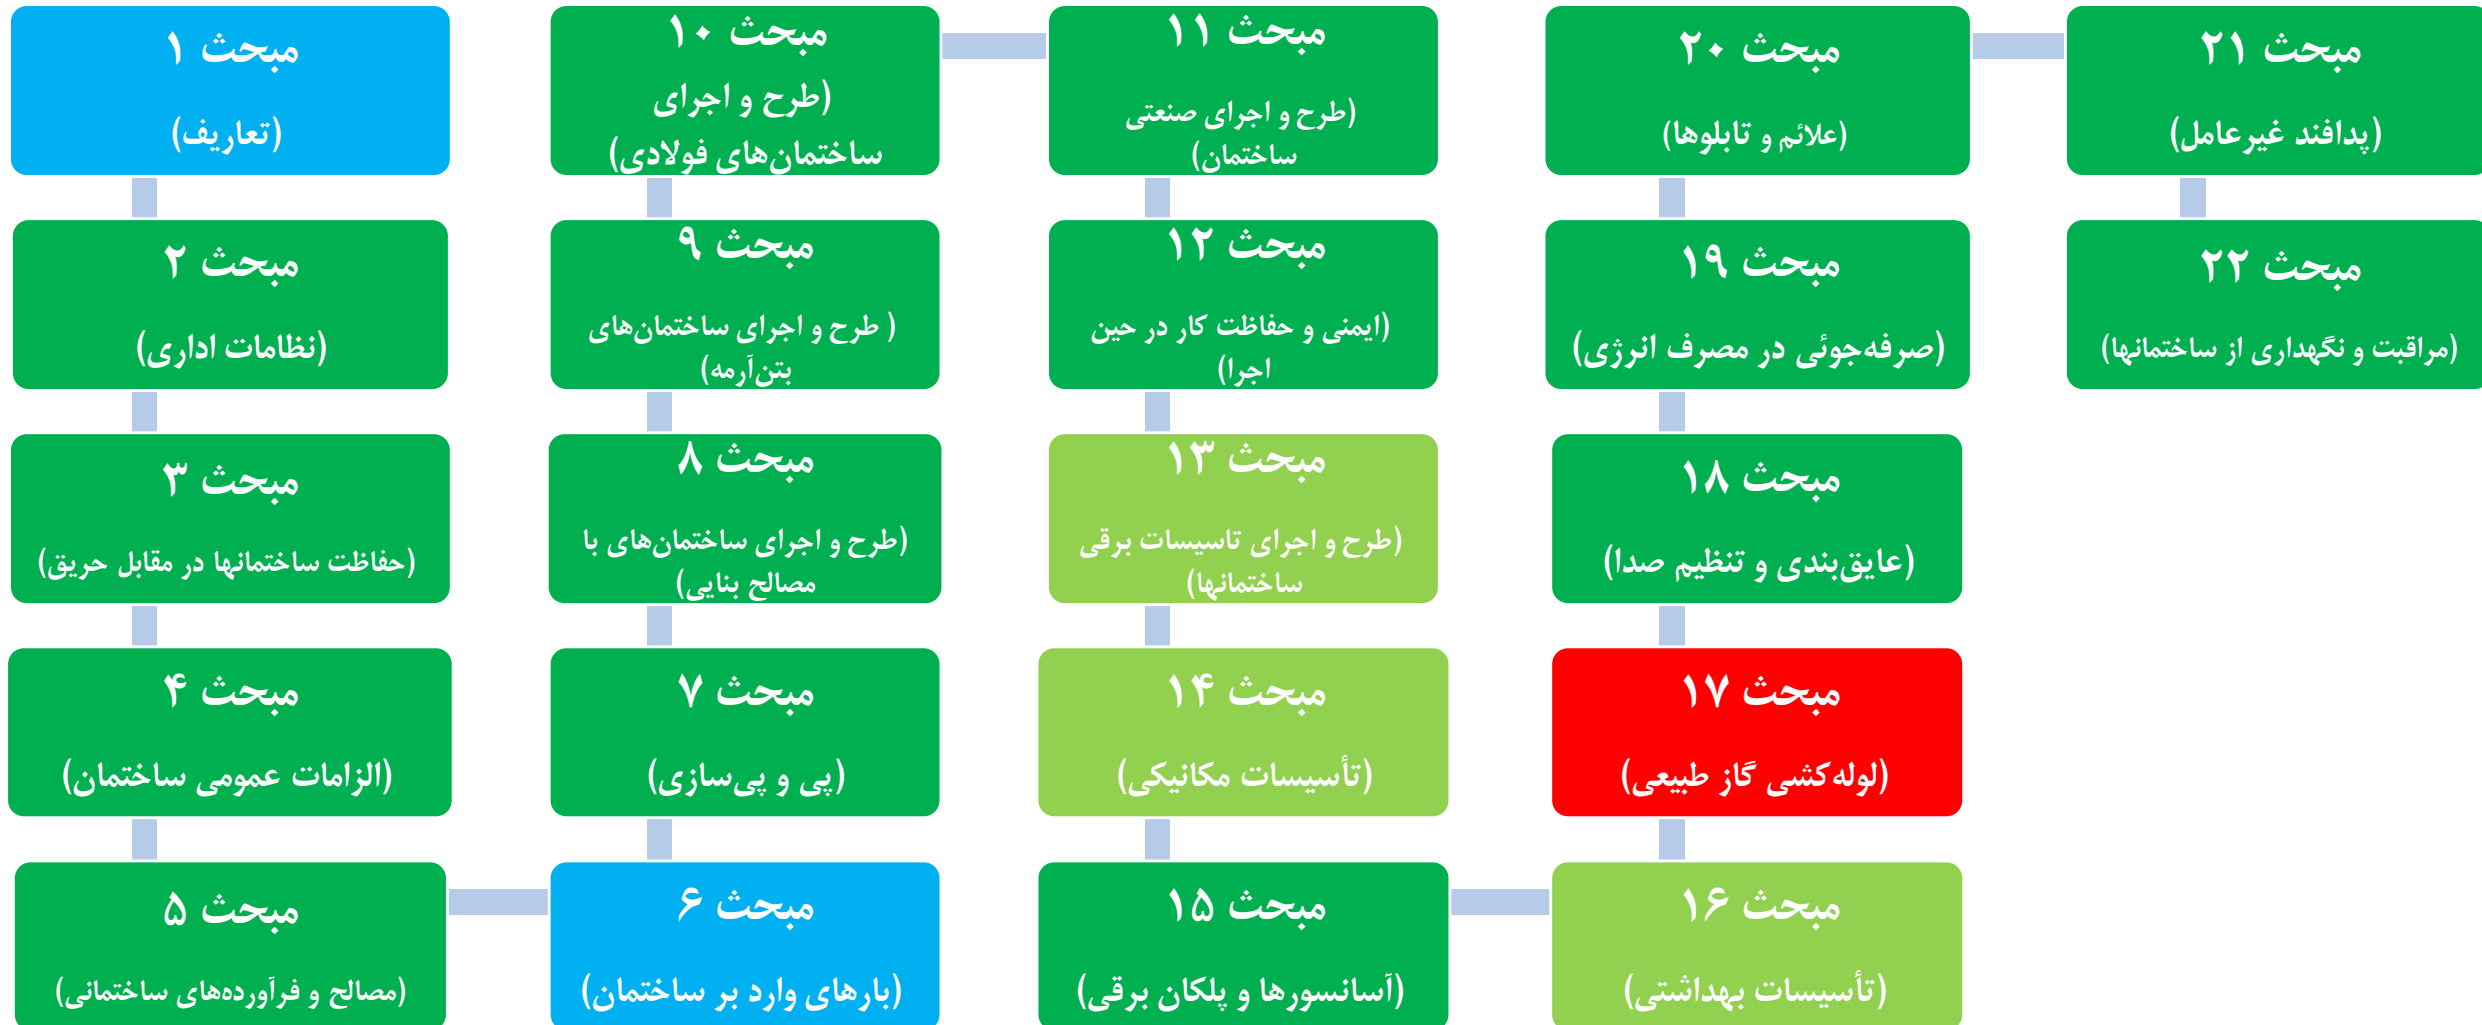 مبحث ۱
(تعاریف)
مبحث ۲
(نظامات اداری)
مبحث ۳
(حفاظت ساختمانها در مقابل حریق)
مبحث ۴
(الزامات عمومی ساختمان)
مبحث ۵
(مصالح و فرآورده‌های ساختمانی)
مبحث ۶
(بارهای وارد بر ساختمان)
مبحث ۷
(پی و پی‌سازی)
مبحث ۸
(طرح و اجرای ساختمان‌های با
مصالح بنایی)
مبحث ۹
( طرح و اجرای ساختمان‌های
بتن‌آرمه)
مبحث ۱۰
(طرح و اجرای
ساختمان‌های فولادی)
مبحث ۱۱
(طرح و اجرای صنعتی
ساختمان)
مبحث ۱۲
(ایمنی و حفاظت کار در حین
اجرا)
مبحث ۱۳
(طرح و اجرای تاسیسات برقی
ساختمانها)
مبحث ۱۴
(تأسیسات مکانیکی)
مبحث ۱۵
(آسانسورها و پلکان برقی)
مبحث ۱۶
(تأسیسات بهداشتی)
مبحث ۱۷
(لوله‌کشی گاز طبیعی)
مبحث ۱۸
(عایق‌بندی و تنظیم صدا)
مبحث ۱۹
(صرفه‌جوئی در مصرف انرژی)
مبحث ۲۰
(علائم و تابلوها)
مبحث ۲۱
(پدافند غیرعامل)
مبحث ۲۲
(مراقبت و نگهداری از ساختمانها)